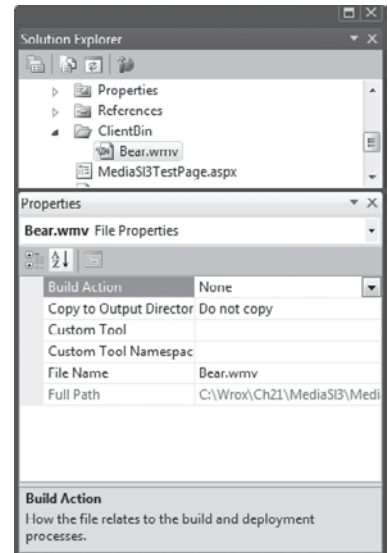 Solution Explorer
Properties
References
ClientBin
Bear.wmv
MediaSl3TestPage.aspx
Properties
Bear.wmv File Properties
Build Action None
Copy to Output Director Do not copy
Custom Tool
Custom Tool Namespac
File Name Bear.wmv
Full Path C:\Wrox\Ch21\MediaSl3\Medi
Build Action
How the file relates to the build and deployment
processes.